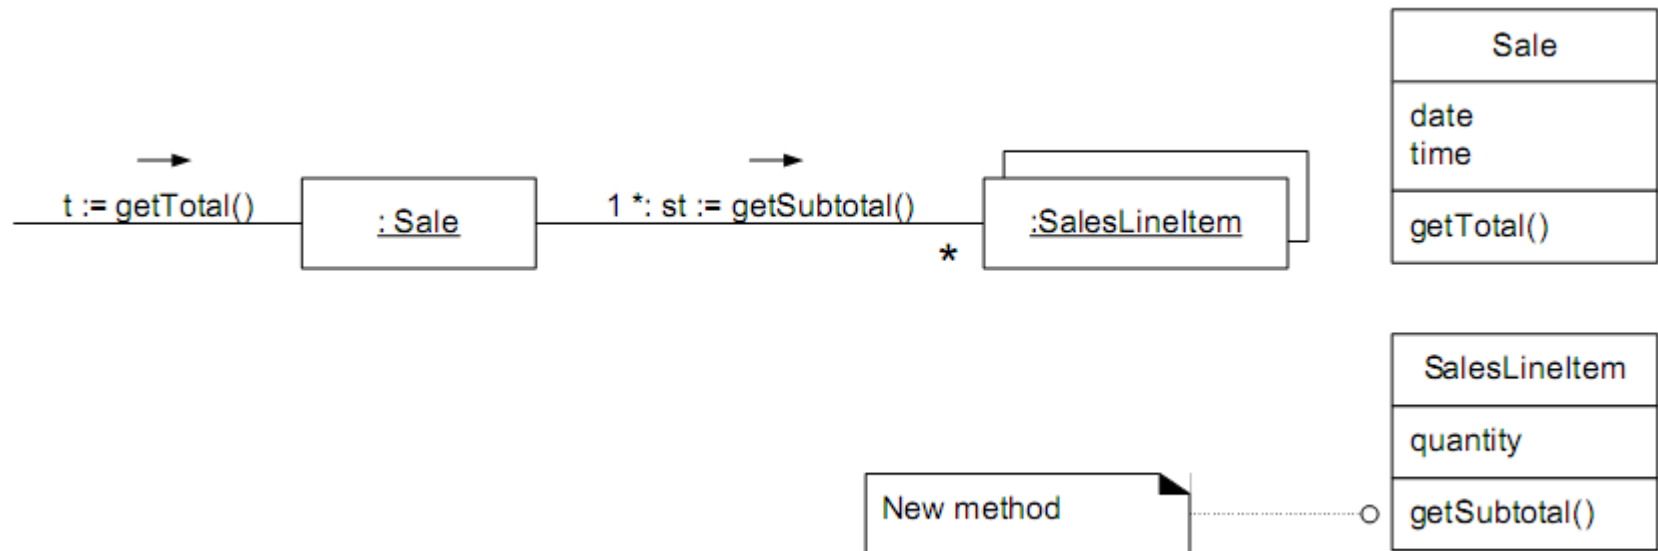 t := getTotal()
: Sale
1 *: st := getSubtotal()
*
:SalesLineItem
Sale
date
time
getTotal()
SalesLineItem
quantity
getSubtotal()
New method